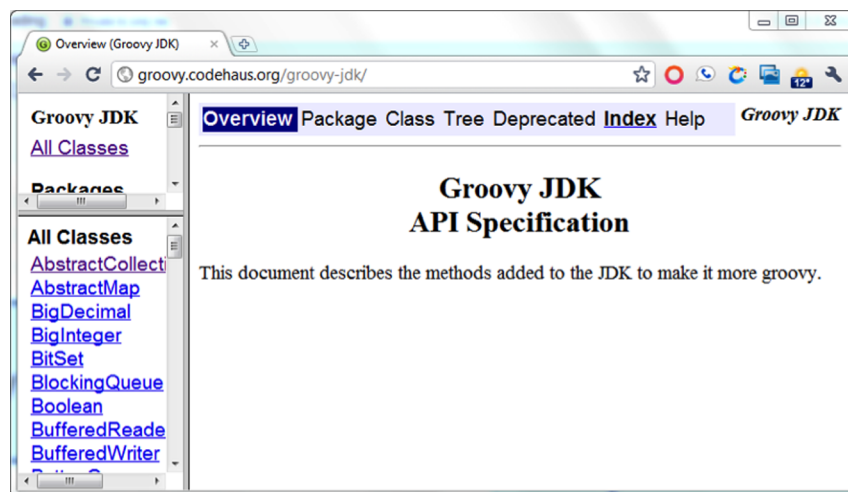 Overview (Groovy JDK)
groovy.codehaus.org/groovy-jdk/
12°
Groovy JDK
All Classes
Packages
All Classes
AbstractCollecti
AbstractMap
BigDecimal
BigInteger
BitSet
BlockingQueue
Boolean
BufferedReade
BufferedWriter
Overview Package Class Tree Deprecated Index Help
Groovy JDK
Groovy JDK
API Specification
This document describes the methods added to the JDK to make it more groovy.